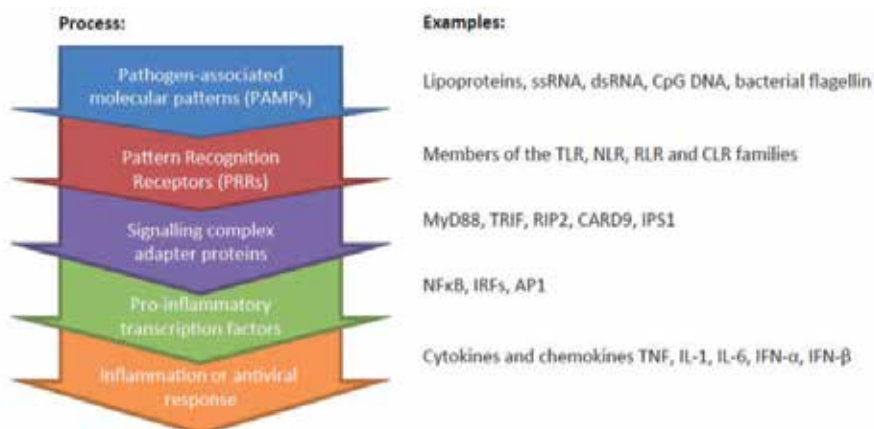 Process:
Examples:
Pathogen-associated
molecular patterns (PAMPs)
Lipoproteins, ssRNA, dsRNA, CpG DNA, bacterial flagellin
Pattern Recognition
Receptors (PRRs)
Members of the TLR, NLR, RLR and CLR families
Signalling complex
adapter proteins
MyD88, TRIF, RIP2, CARD9, IPS1
Pro-inflammatory
transcription factors
NFκB, IRFs, AP1
Inflammation or antiviral
response
Cytokines and chemokines TNF, IL-1, IL-6, IFN-α, IFN-β